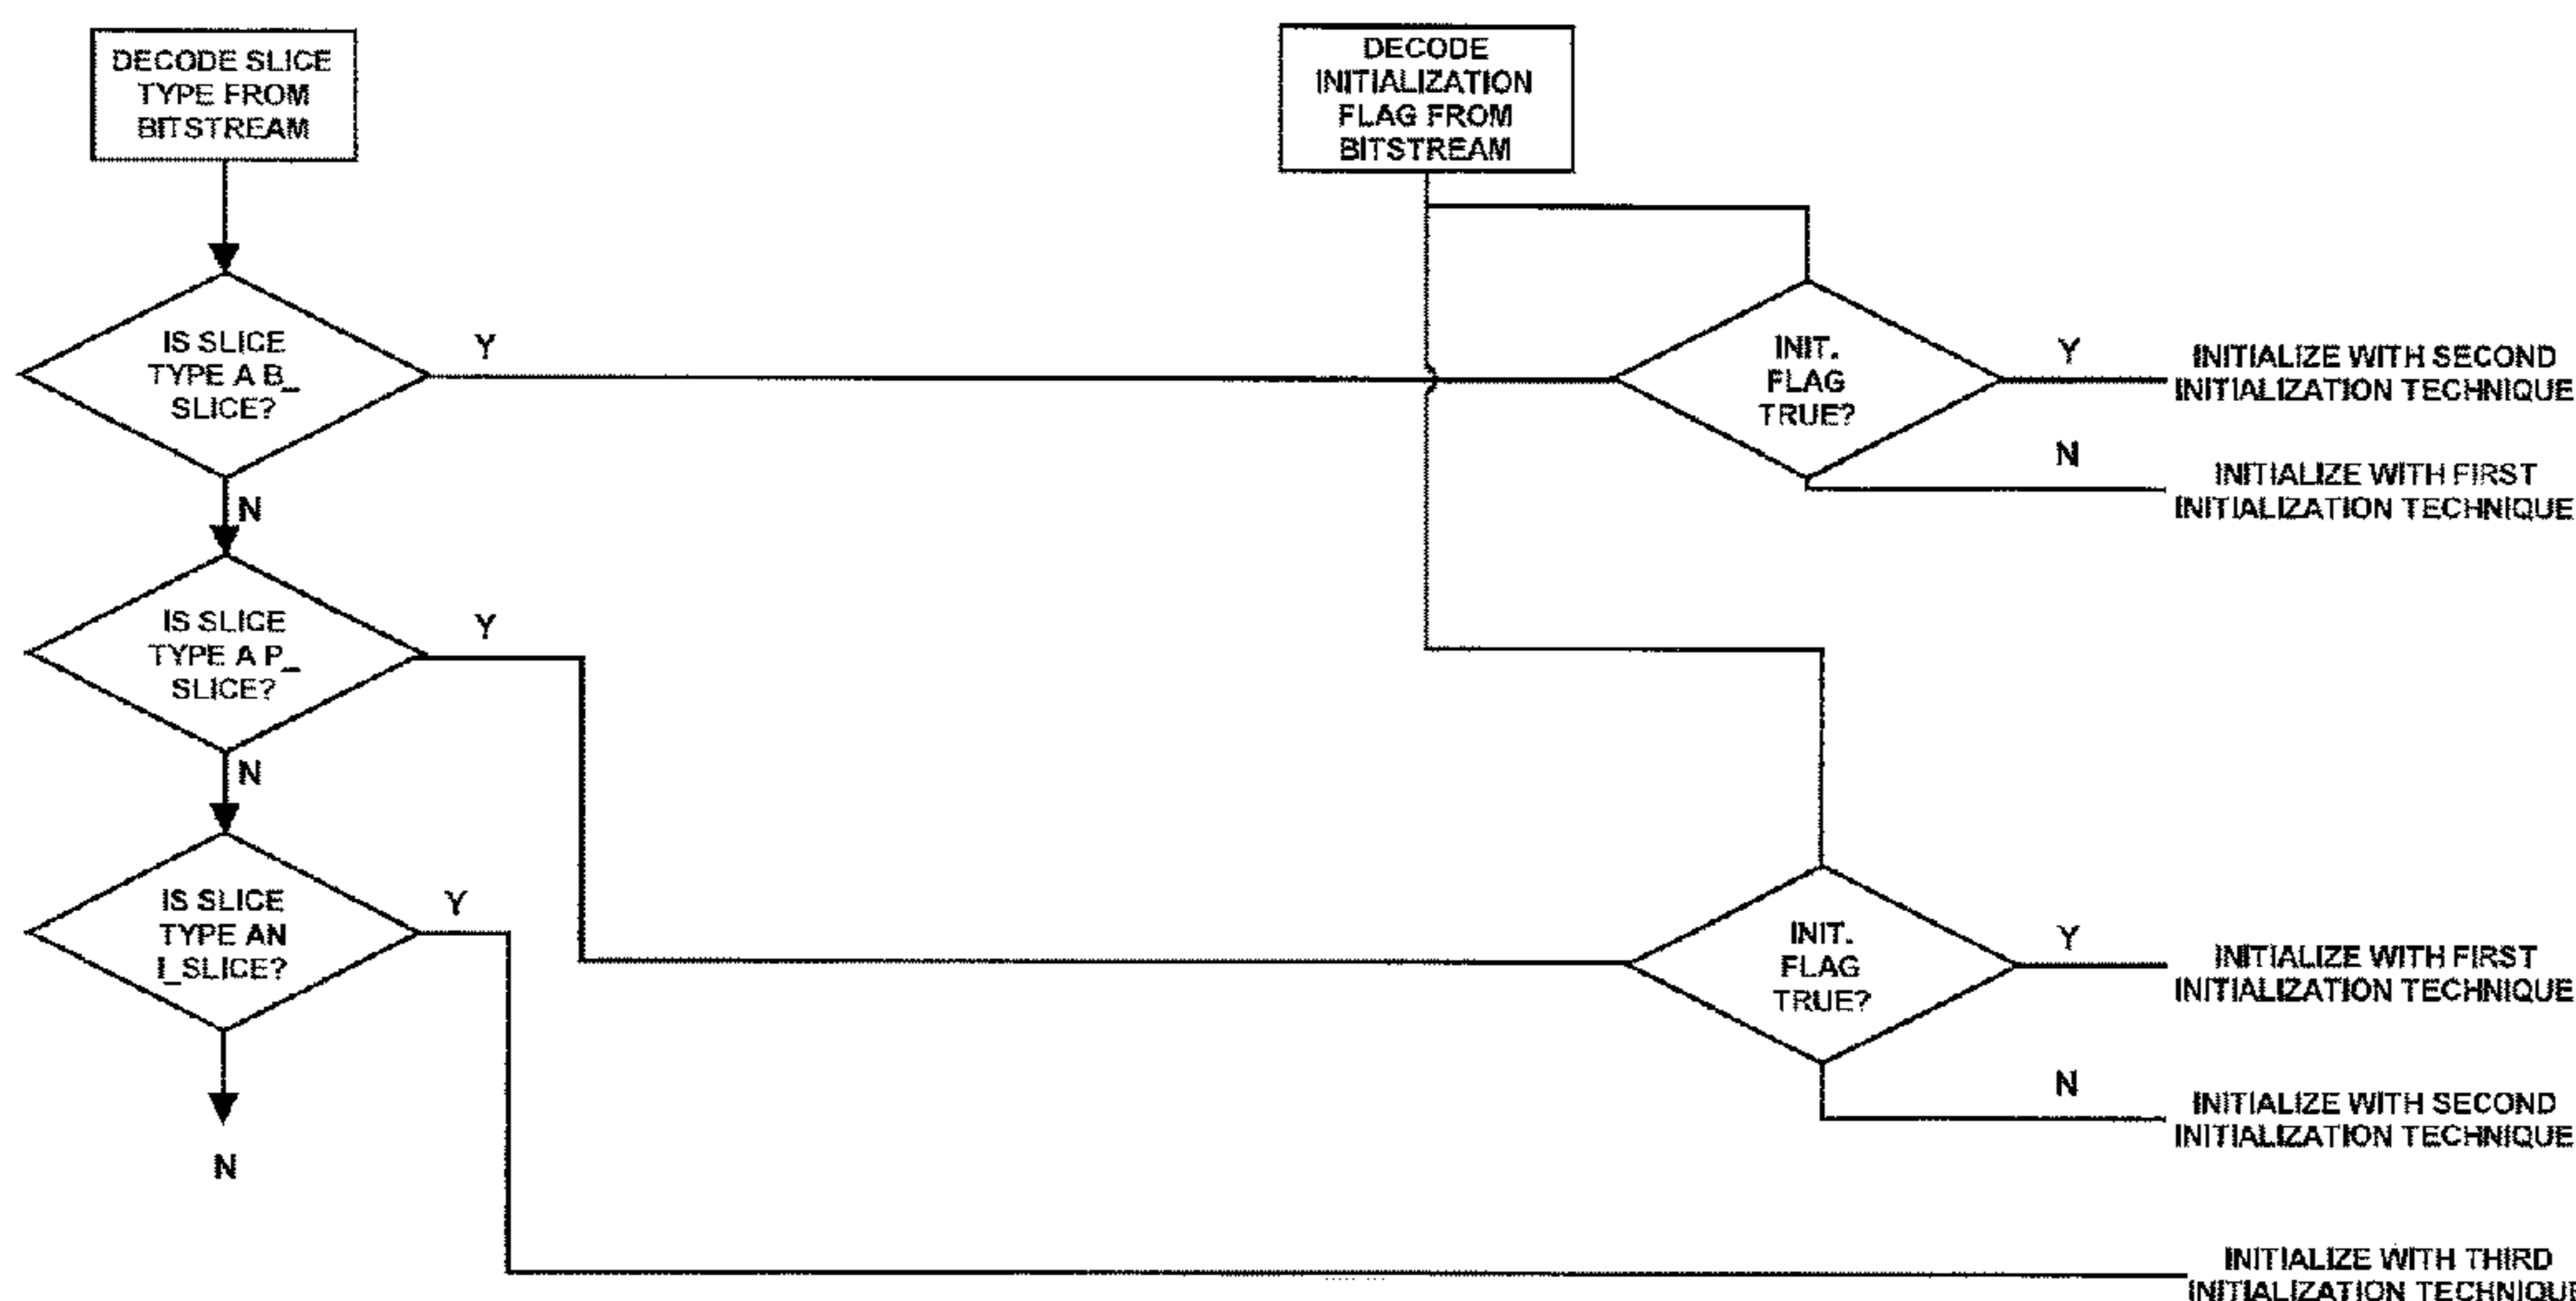 DECODE SLICE
TYPE FROM
BITSTREAM
DECODE
INITIALIZATION
FLAG FROM
BITSTREAM
IS SLICE
TYPE A B_
SLICE?
Y
INIT.
FLAG
TRUE?
Y
INITIALIZE WITH SECOND
INITIALIZATION TECHNIQUE
N
INITIALIZE WITH FIRST
INITIALIZATION TECHNIQUE
N
IS SLICE
TYPE A P_
SLICE?
Y
N
IS SLICE
TYPE AN
I_SLICE?
Y
INIT.
FLAG
TRUE?
Y
INITIALIZE WITH FIRST
INITIALIZATION TECHNIQUE
N
INITIALIZE WITH SECOND
INITIALIZATION TECHNIQUE
N
INITIALIZE WITH THIRD
INITIALIZATION TECHNIQUE